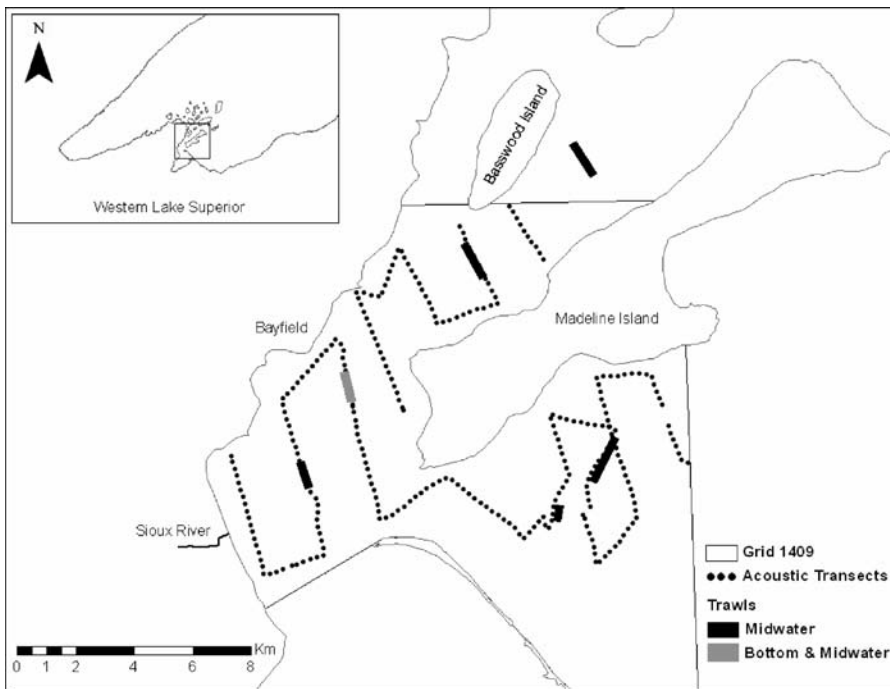 N
Western Lake Superior
Basswood Island
Madeline Island
Bayfield
Sioux River
Grid 1409
Acoustic Transects
Trawls
Midwater
Bottom & Midwater
Km
0 1 2 4 6 8